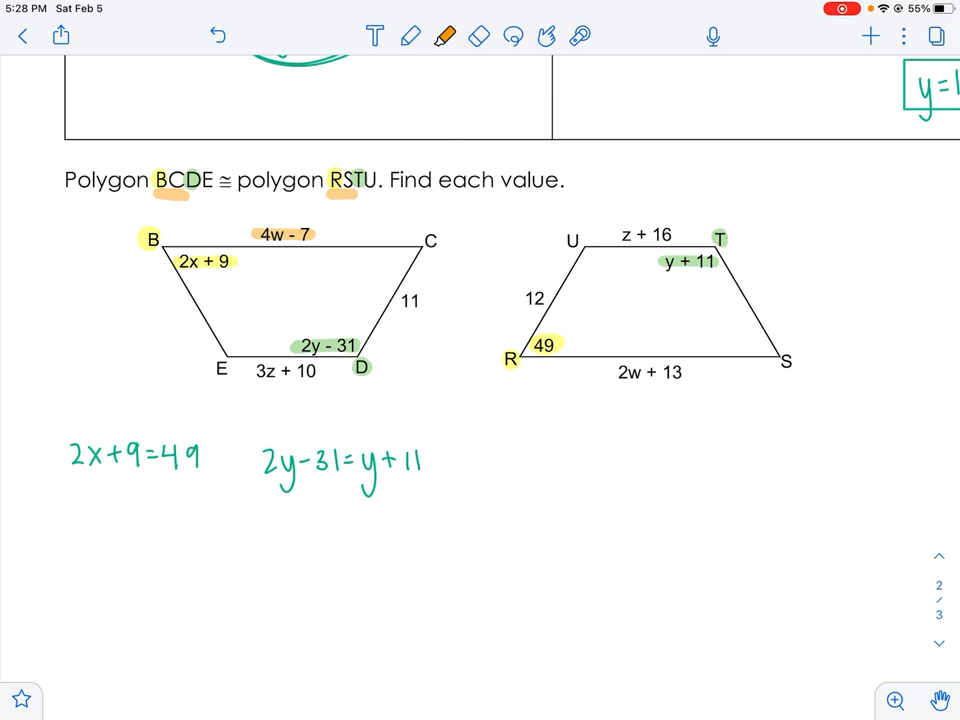 5:28 PM Sat Feb 5
55%
Polygon BCDE ≅ polygon RSTU. Find each value.
B
4w - 7
C
2x + 9
11
2y - 31
E
3z + 10
D
U
z + 16
T
y + 11
12
R
49
2w + 13
S
2x+9=49
2y-31=y+11
2
/
3